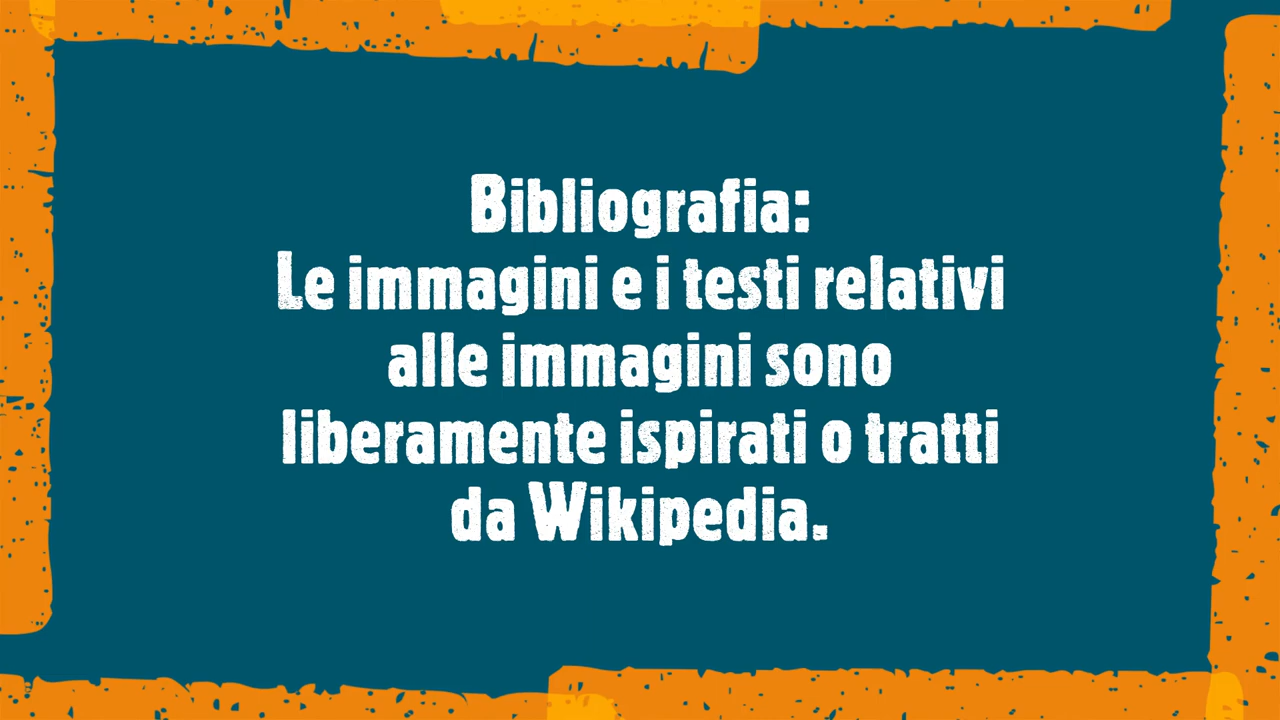 Bibliografia:
Le immagini e i testi relativi
alle immagini sono
liberamente ispirati o tratti
da Wikipedia.